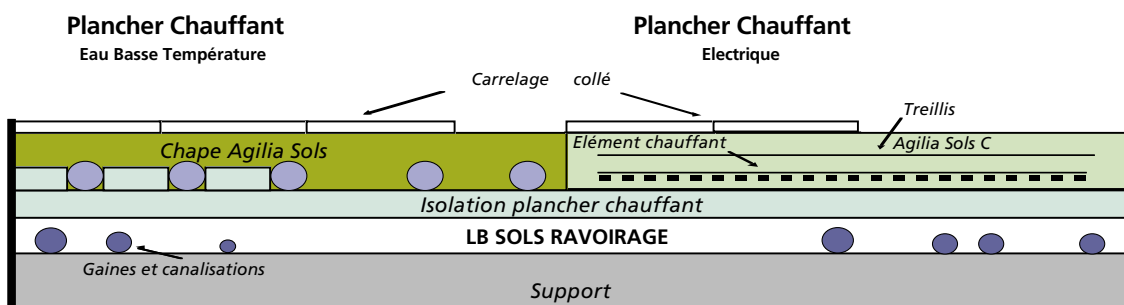 Plancher Chauffant
Eau Basse Température
Plancher Chauffant
Electrique
Carrelage collé
Treillis
Elément chauffant
Agilia Sols C
Chape Agilia Sols
Isolation plancher chauffant
LB SOLS RAVOIRAGE
Gaines et canalisations
Support